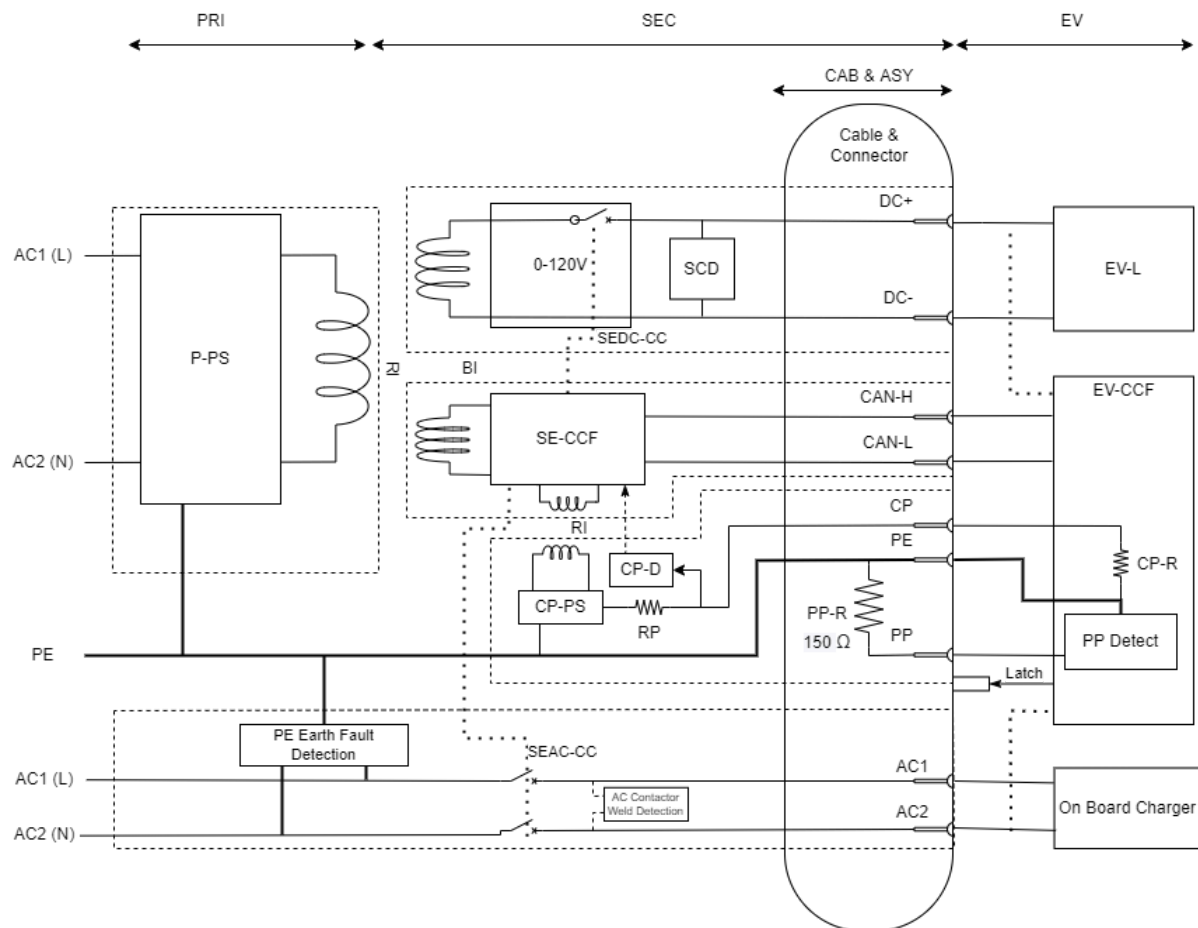 PRI
SEC
EV
CAB & ASY
Cable &
Connector
DC+
AC1 (L)
0-120V
SCD
EV-L
DC-
SEDC-CC
P-PS
RI
BI
EV-CCF
CAN-H
SE-CCF
CAN-L
AC2 (N)
CP
RI
PE
CP-D
CP-R
CP-PS
PP-R
RP
150 Ω
PP
PP Detect
PE
Latch
PE Earth Fault
Detection
SEAC-CC
AC1 (L)
AC1
AC Contactor
Weld Detection
On Board Charger
AC2
AC2 (N)